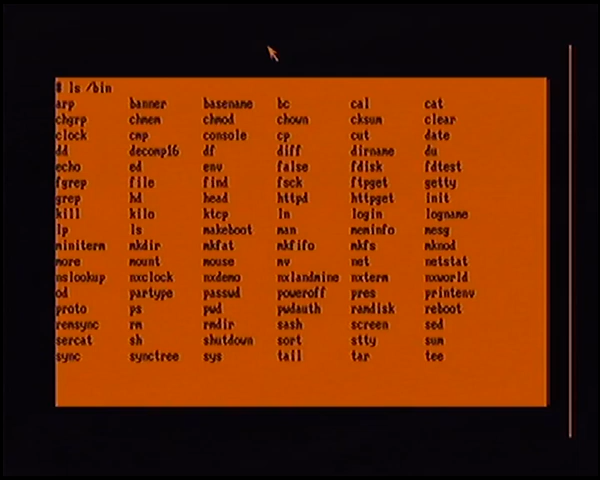 $ ls /bin
arp banner basename bc cal cat
chgrp chmem chmod chown cksum clear
clock cmp console cp cut date
dd decomp16 df diff dirname du
echo ed env false fdisk fdtest
fgrep file find fsck ftpget getty
grep hd head httpd httpget init
kill kilo ktcp ln login logname
lp ls makeboot man meminfo mesg
miniterm mkdir mkfat mkfifo mkfs mknod
more mount mouse mv net netstat
nslookup nxclock nxdemo nxlandmine nxterm nxworld
od partype passwd poweroff pres printenv
proto ps pwd pwdauth ramdisk reboot
remsync rm rmdir sash screen sed
sercat sh shutdown sort stty sum
sync synctree sys tail tar tee